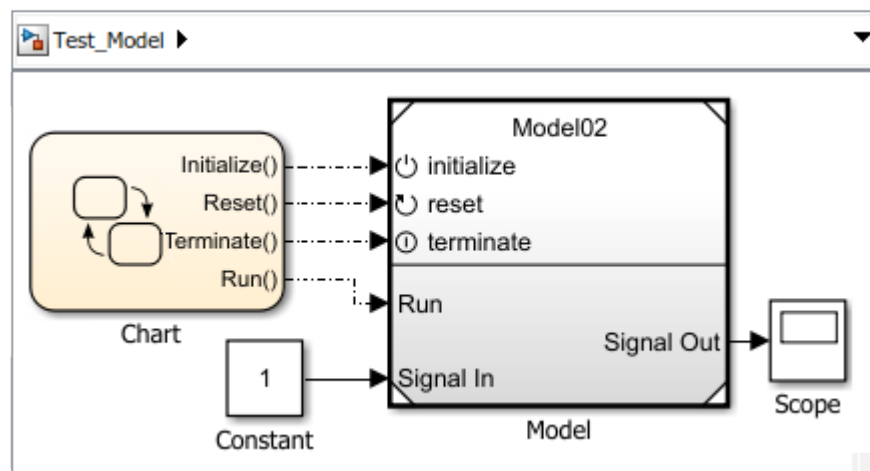 Test_Model
Model02
Initialize()
initialize
Reset()
reset
Terminate()
terminate
Run()
Run
Chart
Signal Out
1
Signal In
Scope
Constant
Model